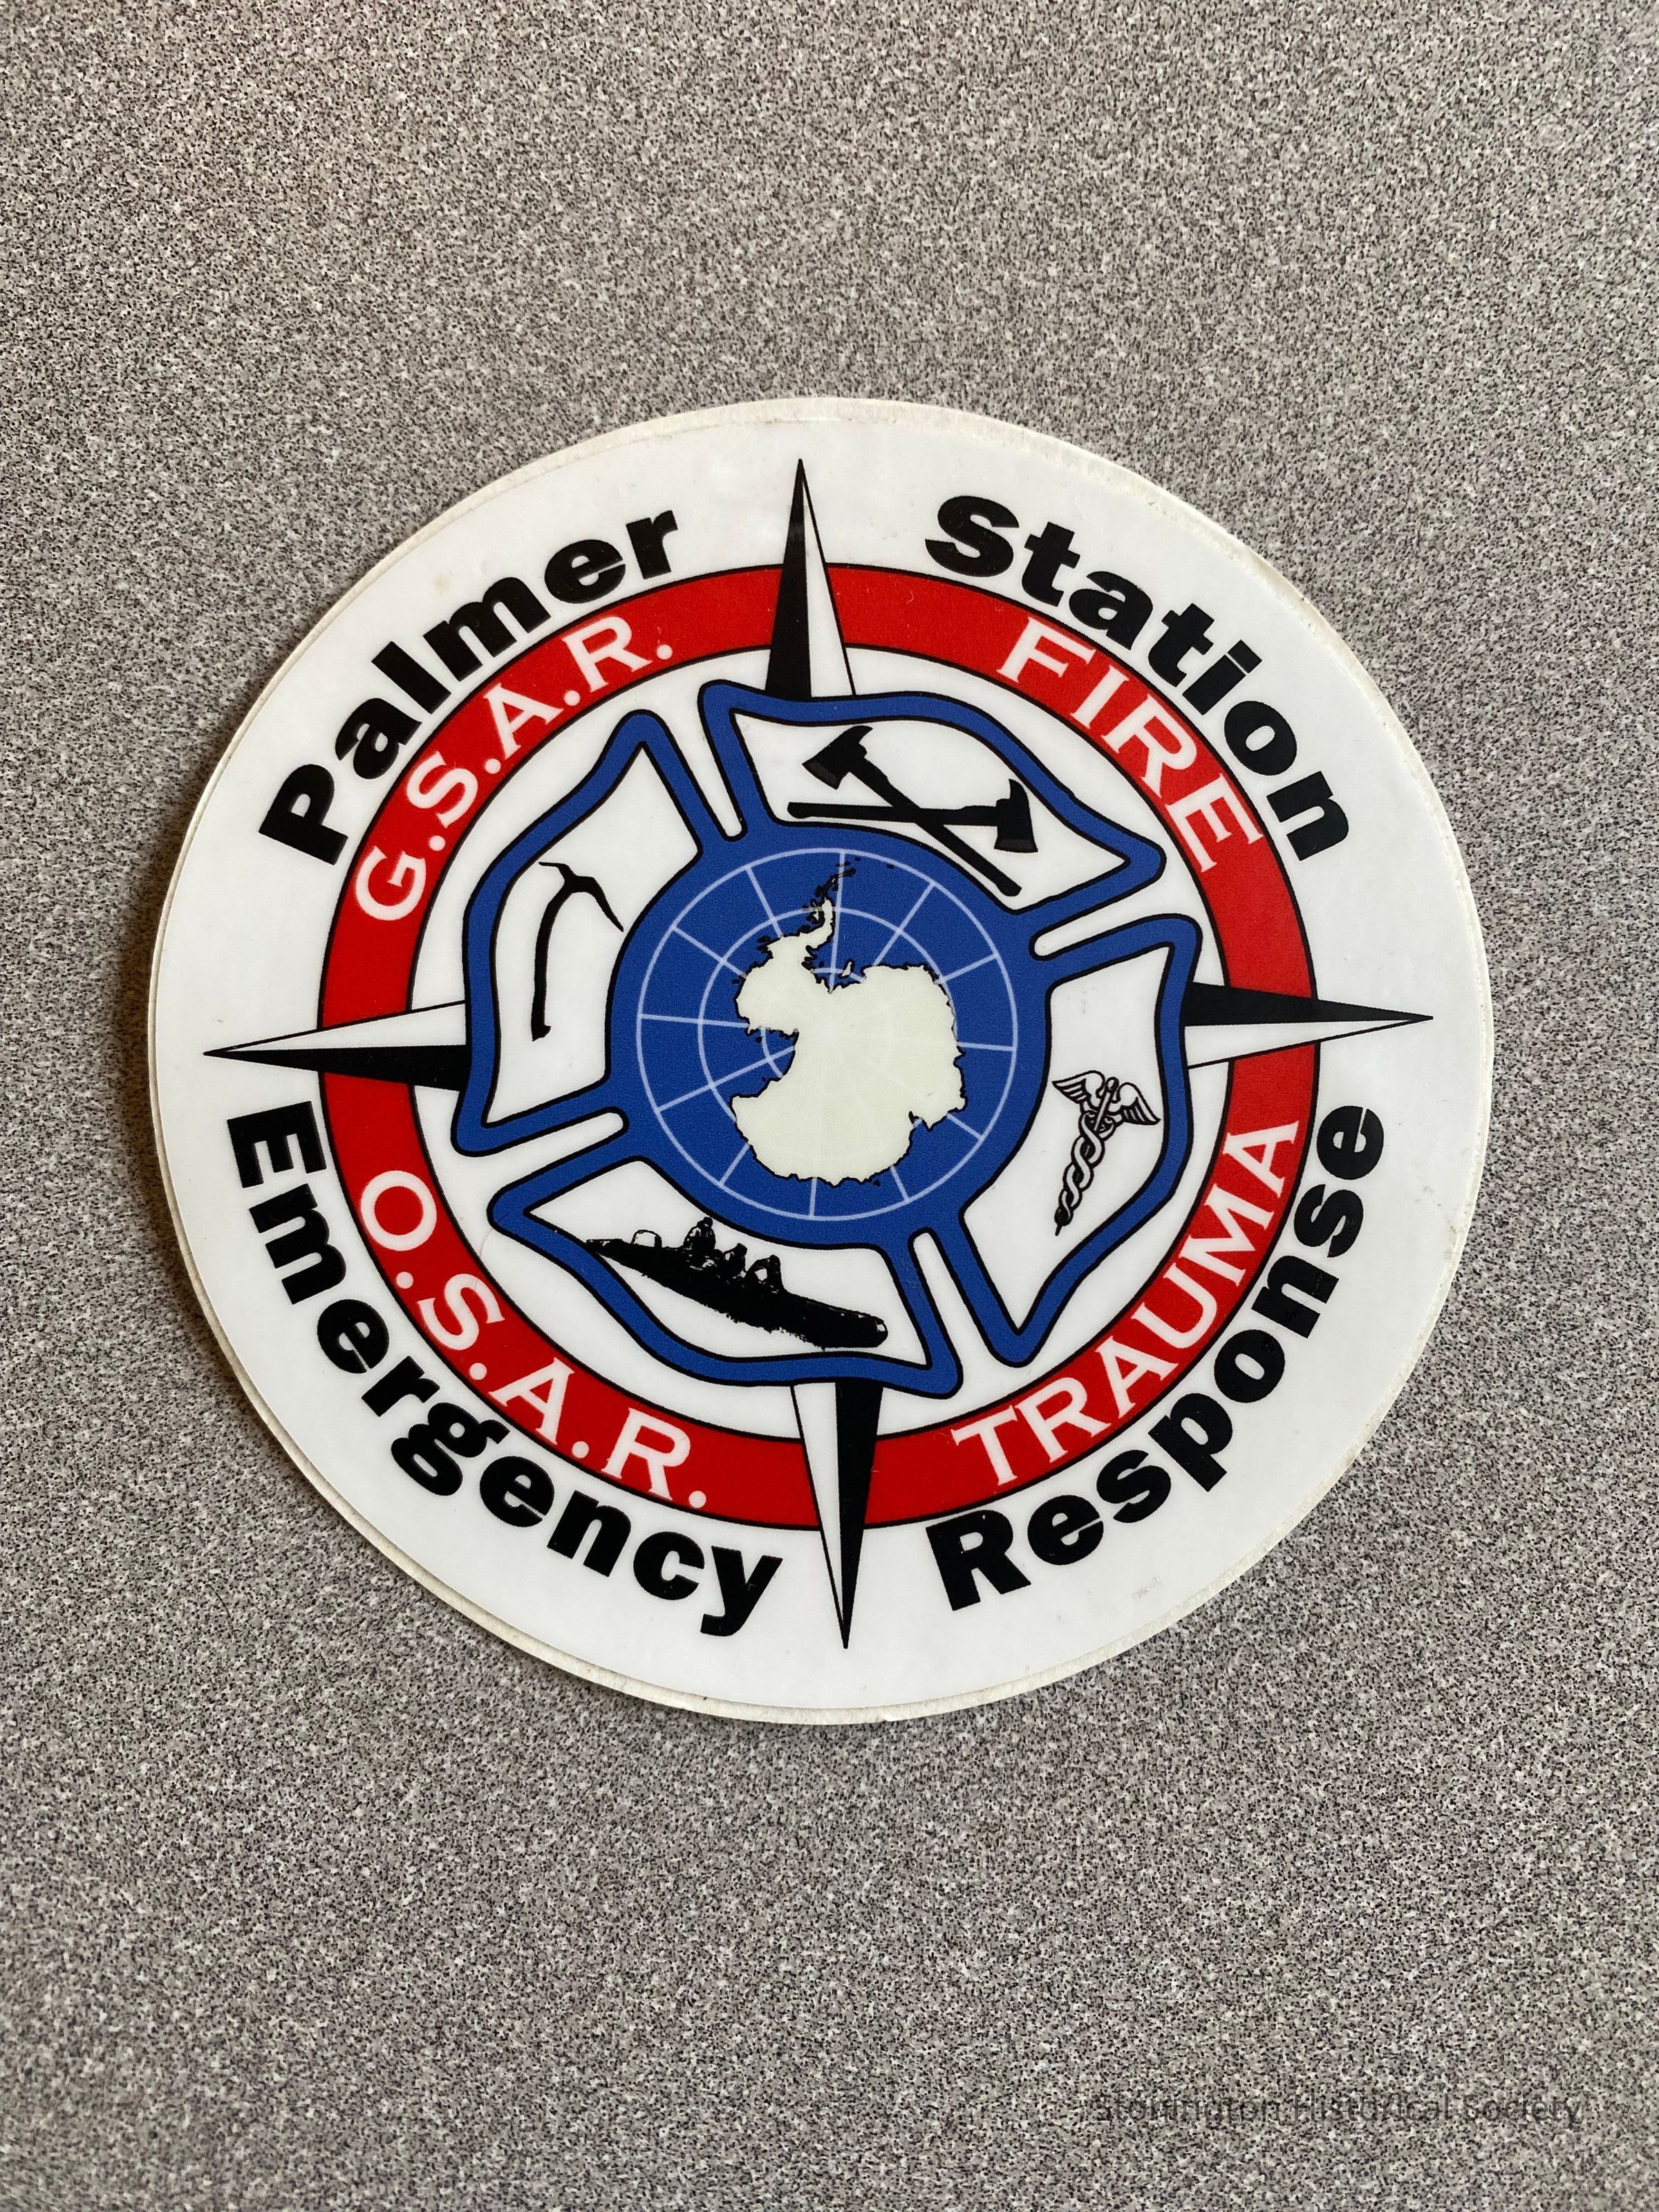 Palmer Station
Emergency Response
G.S.A.R.
FIRE
O.S.A.R.
TRAUMA
Stonington Historical Society